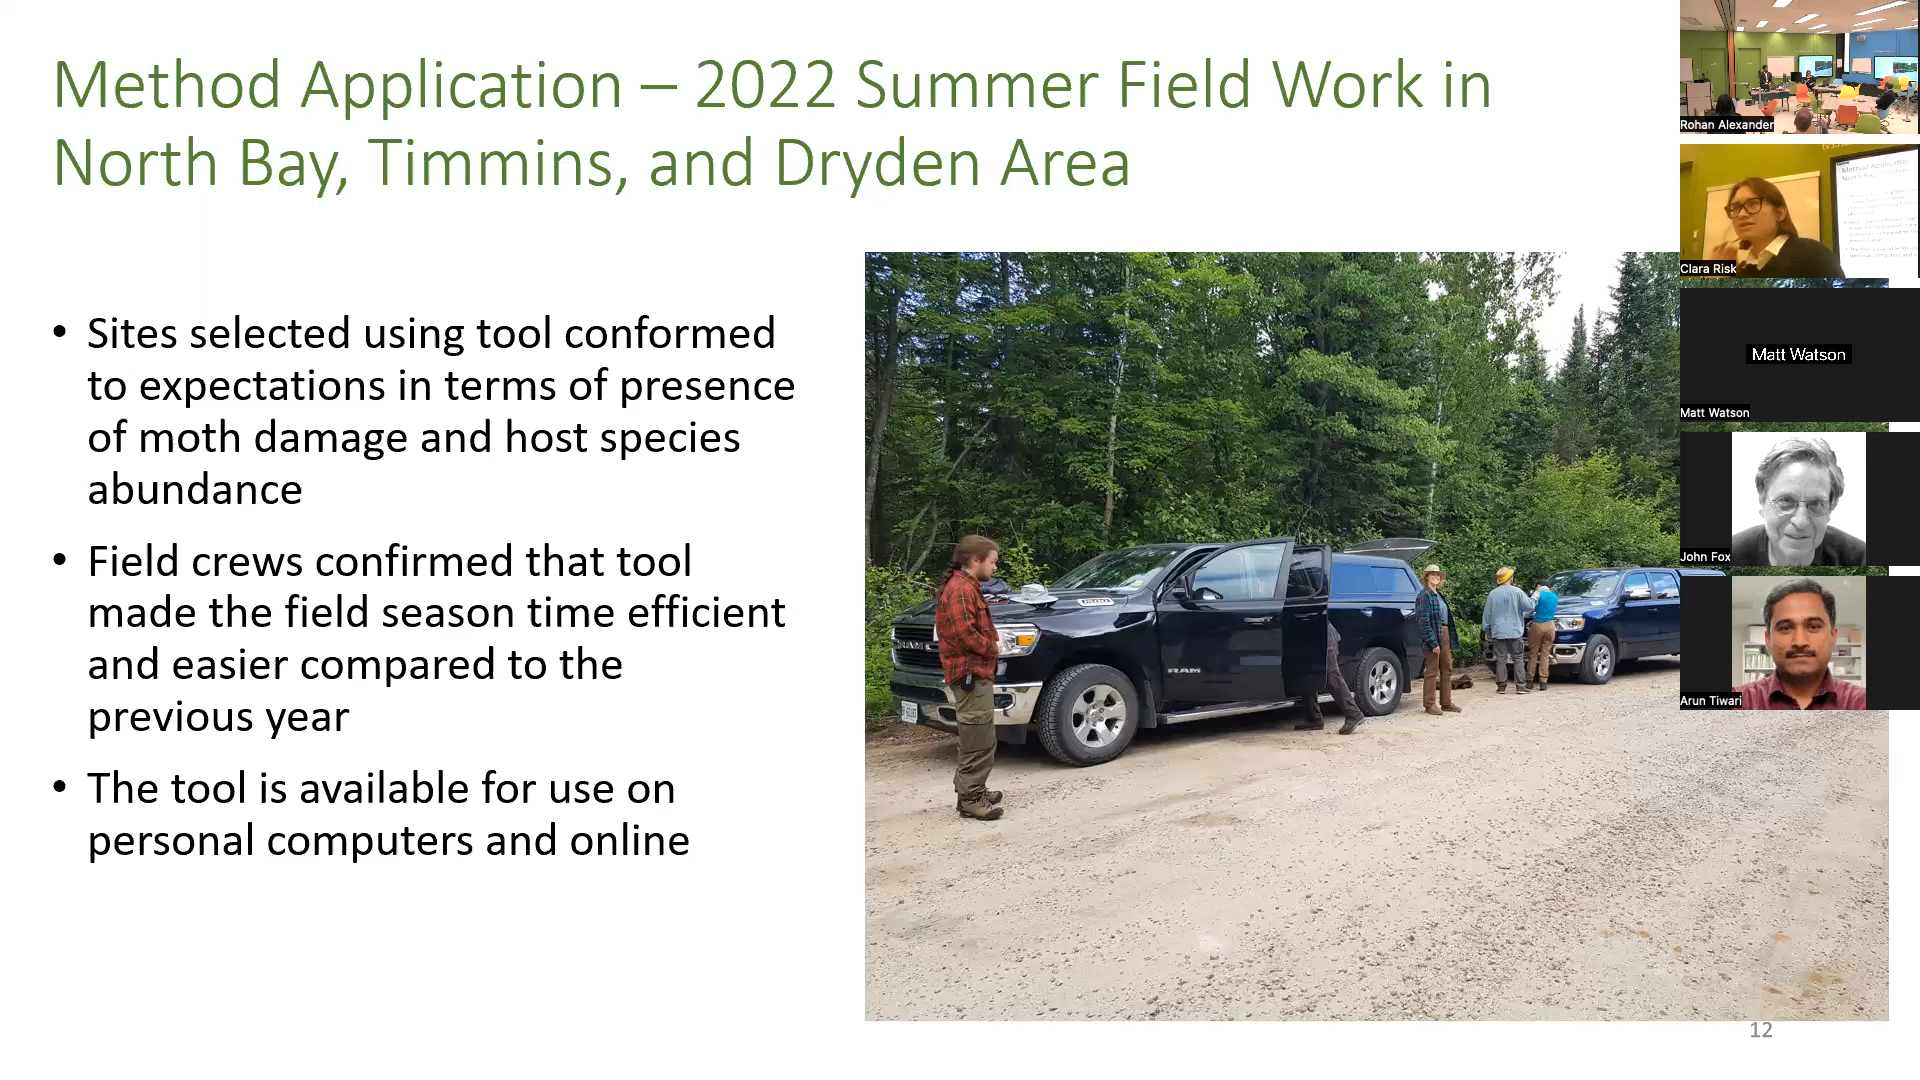 Method Application – 2022 Summer Field Work in
North Bay, Timmins, and Dryden Area
• Sites selected using tool conformed
to expectations in terms of presence
of moth damage and host species
abundance
• Field crews confirmed that tool
made the field season time efficient
and easier compared to the
previous year
• The tool is available for use on
personal computers and online
RAM
12
Rohan Alexander
Clara Risk
Matt Watson
Matt Watson
John Fox
Arun Tiwari